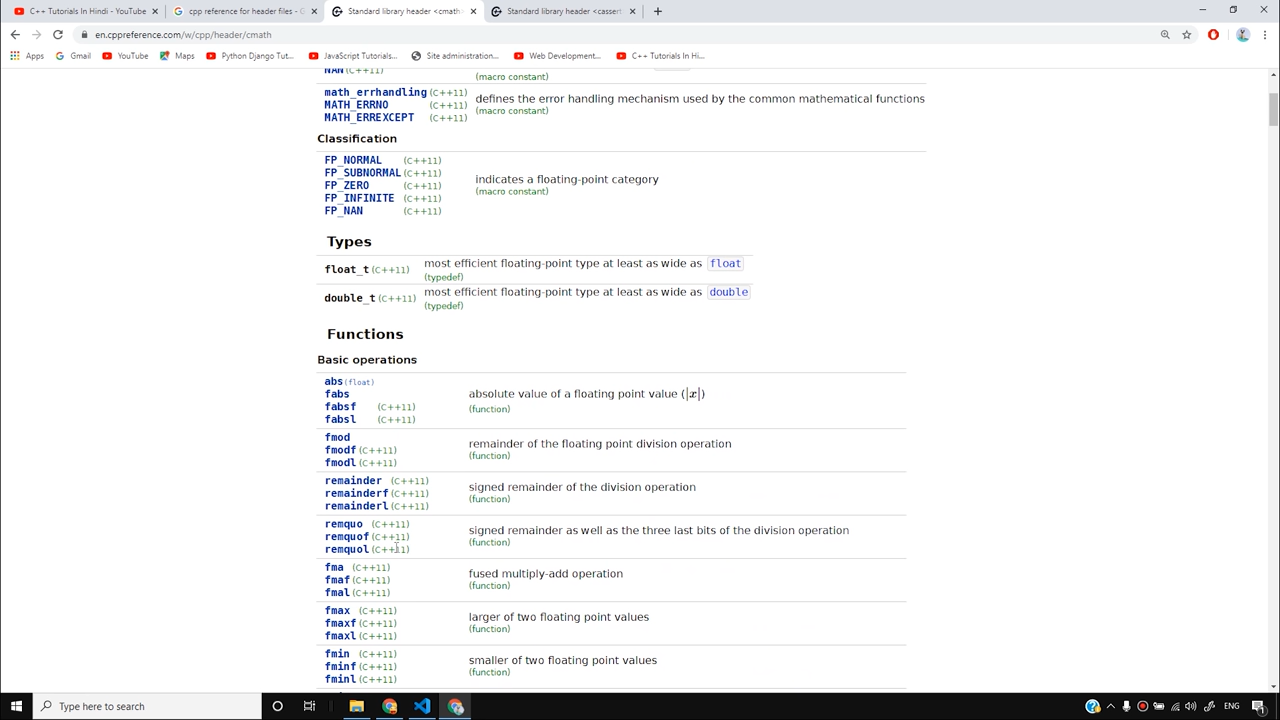 C++ Tutorials In Hindi - YouTube
cpp reference for header files - G
Standard library header <cmath>
Standard library header <cassert
en.cppreference.com/w/cpp/header/cmath
Apps
Gmail
YouTube
Maps
Python Django Tut...
JavaScript Tutorials...
Site administration...
Web Development...
C++ Tutorials In Hi...
NAN (C++11)
(macro constant)
math_errhandling (C++11)
MATH_ERRNO (C++11)
MATH_ERREXCEPT (C++11)
defines the error handling mechanism used by the common mathematical functions
(macro constant)
Classification
FP_NORMAL (C++11)
FP_SUBNORMAL (C++11)
FP_ZERO (C++11)
FP_INFINITE (C++11)
FP_NAN (C++11)
indicates a floating-point category
(macro constant)
Types
float_t (C++11)
most efficient floating-point type at least as wide as float
(typedef)
double_t (C++11)
most efficient floating-point type at least as wide as double
(typedef)
Functions
Basic operations
abs(float)
fabs
fabsf (C++11)
fabsl (C++11)
absolute value of a floating point value (|x|)
(function)
fmod
fmodf (C++11)
fmodl (C++11)
remainder of the floating point division operation
(function)
remainder (C++11)
remainderf (C++11)
remainderl (C++11)
signed remainder of the division operation
(function)
remquo (C++11)
remquof (C++11)
remquol (C++11)
signed remainder as well as the three last bits of the division operation
(function)
fma (C++11)
fmaf (C++11)
fmal (C++11)
fused multiply-add operation
(function)
fmax (C++11)
fmaxf (C++11)
fmaxl (C++11)
larger of two floating point values
(function)
fmin (C++11)
fminf (C++11)
fminl (C++11)
smaller of two floating point values
(function)
Type here to search
ENG